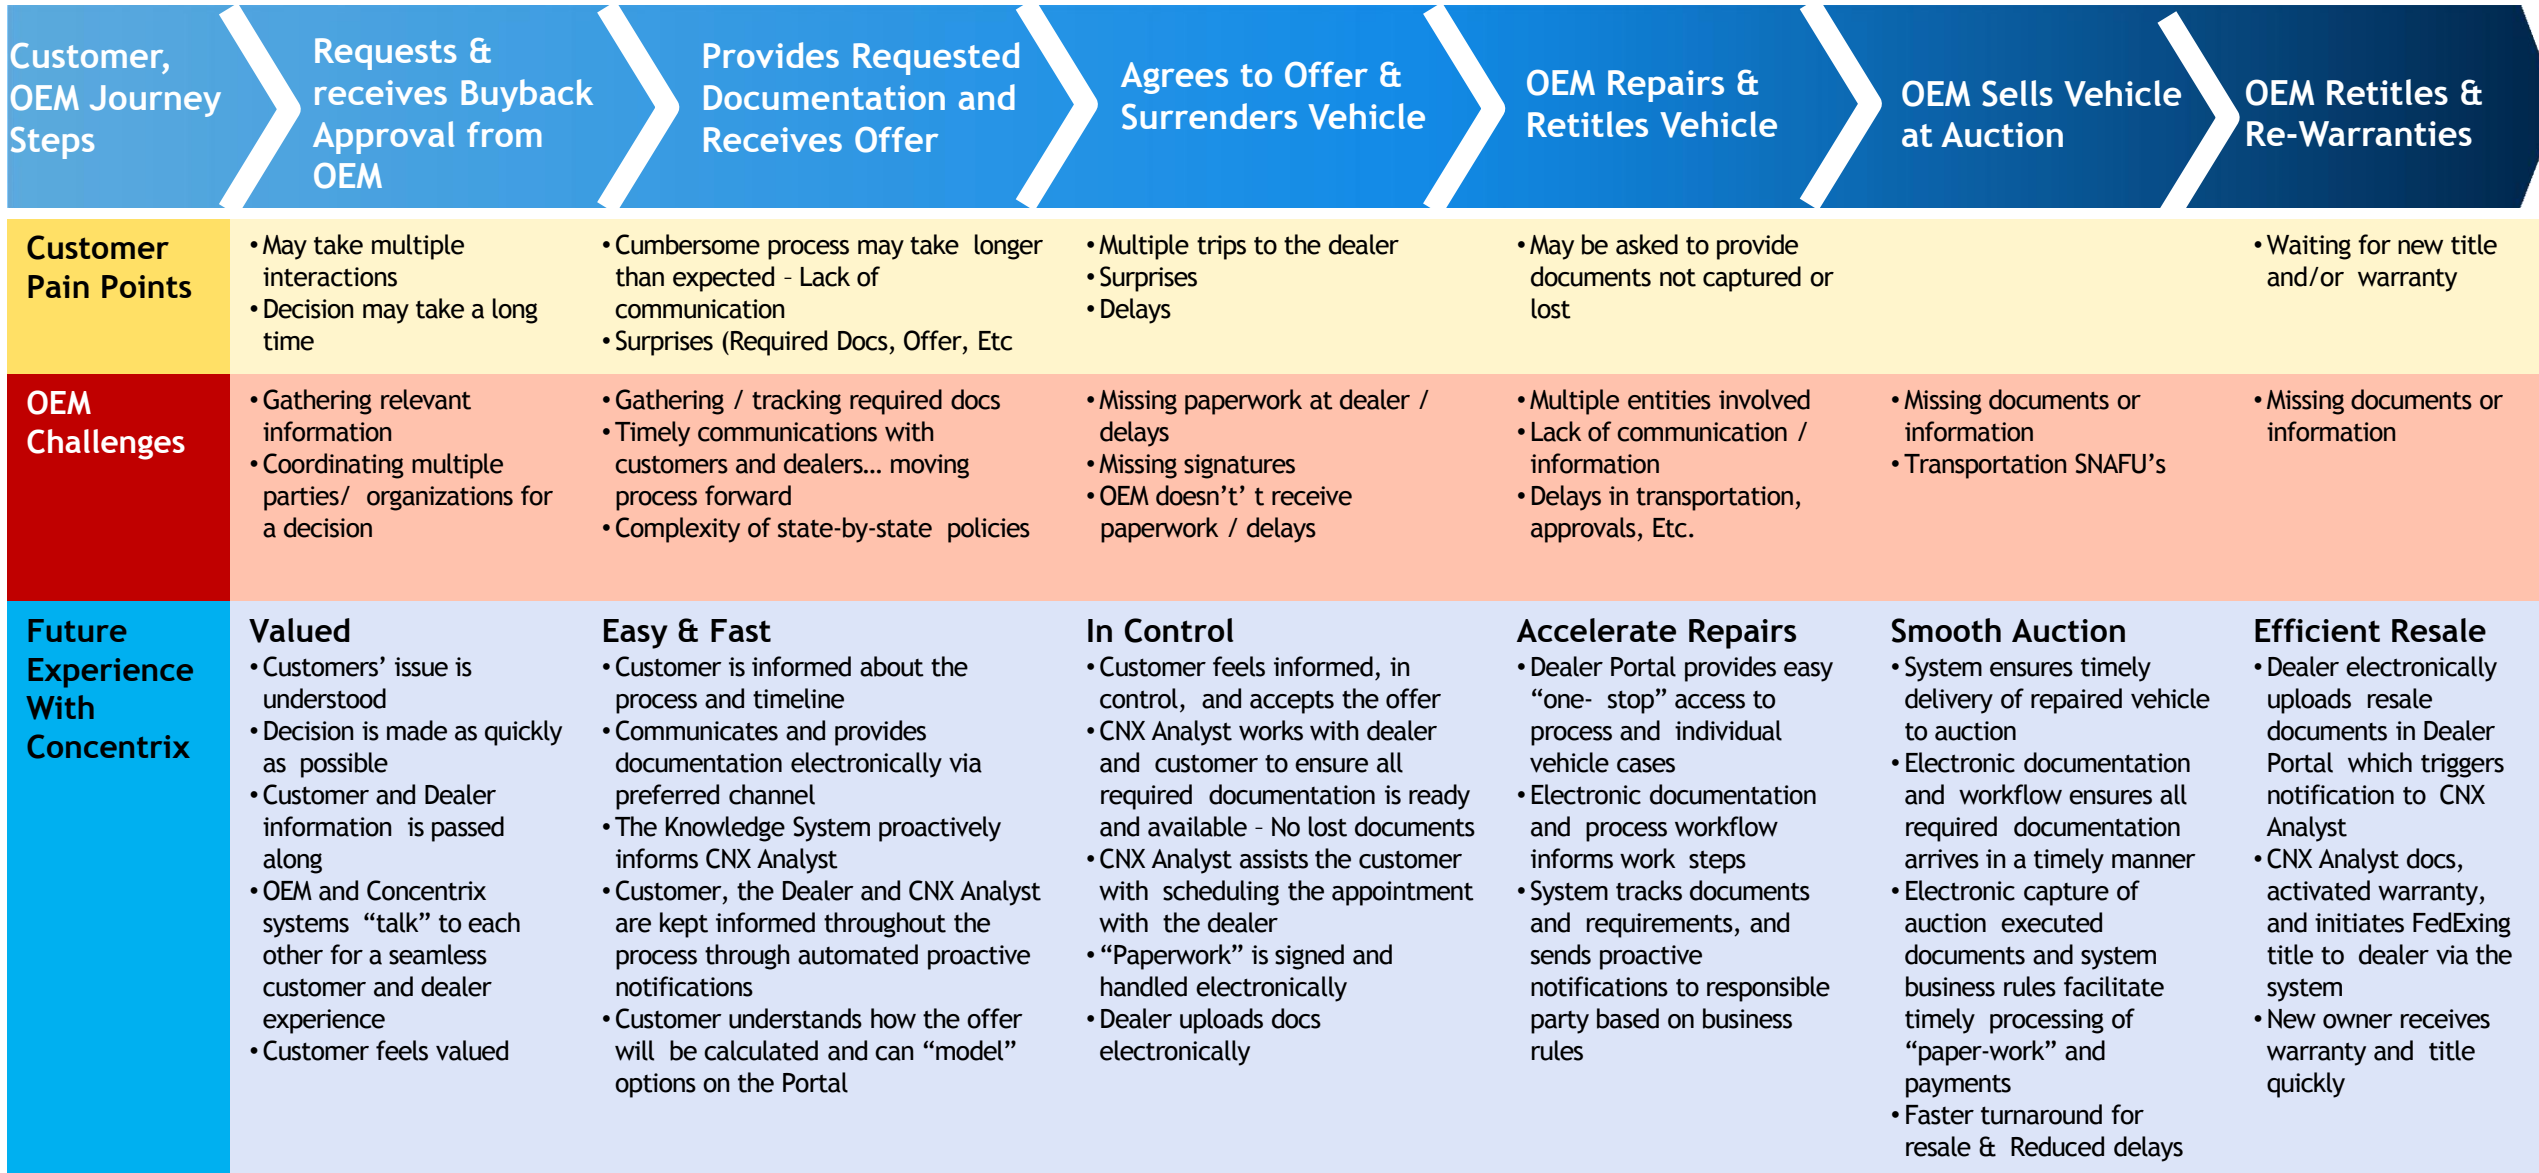 Customer,
OEM Journey
Steps
Requests &
receives Buyback
Approval from
OEM
Provides Requested
Documentation and
Receives Offer
Agrees to Offer &
Surrenders Vehicle
OEM Repairs &
Retitles Vehicle
OEM Sells Vehicle
at Auction
OEM Retitles &
Re-Warranties
Customer
Pain Points
• May take multiple
interactions
• Decision may take a long
time
• Cumbersome process may take longer
than expected – Lack of
communication
• Surprises (Required Docs, Offer, Etc
• Multiple trips to the dealer
• Surprises
• Delays
• May be asked to provide
documents not captured or
lost
• Waiting for new title
and/or warranty
OEM
Challenges
• Gathering relevant
information
• Coordinating multiple
parties/ organizations for
a decision
• Gathering / tracking required docs
• Timely communications with
customers and dealers… moving
process forward
• Complexity of state-by-state policies
• Missing paperwork at dealer /
delays
• Missing signatures
• OEM doesn’t’ t receive
paperwork / delays
• Multiple entities involved
• Lack of communication /
information
• Delays in transportation,
approvals, Etc.
• Missing documents or
information
• Transportation SNAFU’s
• Missing documents or
information
Future
Experience
With
Concentrix
Valued
• Customers’ issue is
understood
• Decision is made as quickly
as possible
• Customer and Dealer
information is passed
along
• OEM and Concentrix
systems “talk” to each
other for a seamless
customer and dealer
experience
• Customer feels valued
Easy & Fast
• Customer is informed about the
process and timeline
• Communicates and provides
documentation electronically via
preferred channel
• The Knowledge System proactively
informs CNX Analyst
• Customer, the Dealer and CNX Analyst
are kept informed throughout the
process through automated proactive
notifications
• Customer understands how the offer
will be calculated and can “model”
options on the Portal
In Control
• Customer feels informed, in
control, and accepts the offer
• CNX Analyst works with dealer
and customer to ensure all
required documentation is ready
and available – No lost documents
• CNX Analyst assists the customer
with scheduling the appointment
with the dealer
• “Paperwork” is signed and
handled electronically
• Dealer uploads docs
electronically
Accelerate Repairs
• Dealer Portal provides easy
“one- stop” access to
process and individual
vehicle cases
• Electronic documentation
and process workflow
informs work steps
• System tracks documents
and requirements, and
sends proactive
notifications to responsible
party based on business
rules
Smooth Auction
• System ensures timely
delivery of repaired vehicle
to auction
• Electronic documentation
and workflow ensures all
required documentation
arrives in a timely manner
• Electronic capture of
auction executed
documents and system
business rules facilitate
timely processing of
“paper-work” and
payments
• Faster turnaround for
resale & Reduced delays
Efficient Resale
• Dealer electronically
uploads resale
documents in Dealer
Portal which triggers
notification to CNX
Analyst
• CNX Analyst docs,
activated warranty,
and initiates FedExing
title to dealer via the
system
• New owner receives
warranty and title
quickly